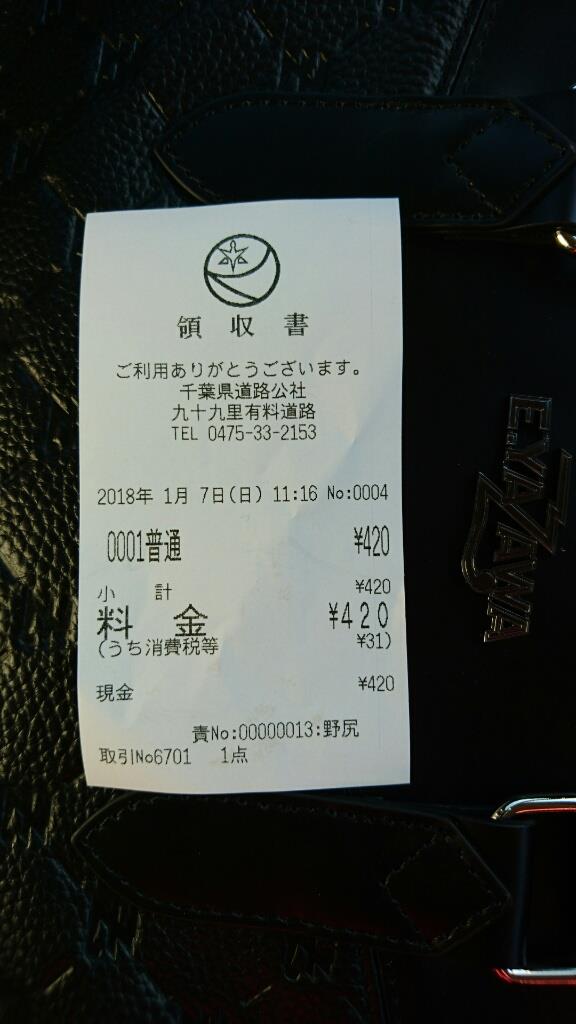 領収書
ご利用ありがとうございます。
千葉県道路公社
九十九里有料道路
TEL 0475-33-2153
2018年 1月 7日(日) 11:16 No:0004
0001普通 ¥420
小 計 ¥420
料 金 ¥420
(うち消費税等 ¥31)
現金 ¥420
責No:00000013:野尻
取引No6701 1点
E.YAZAWA